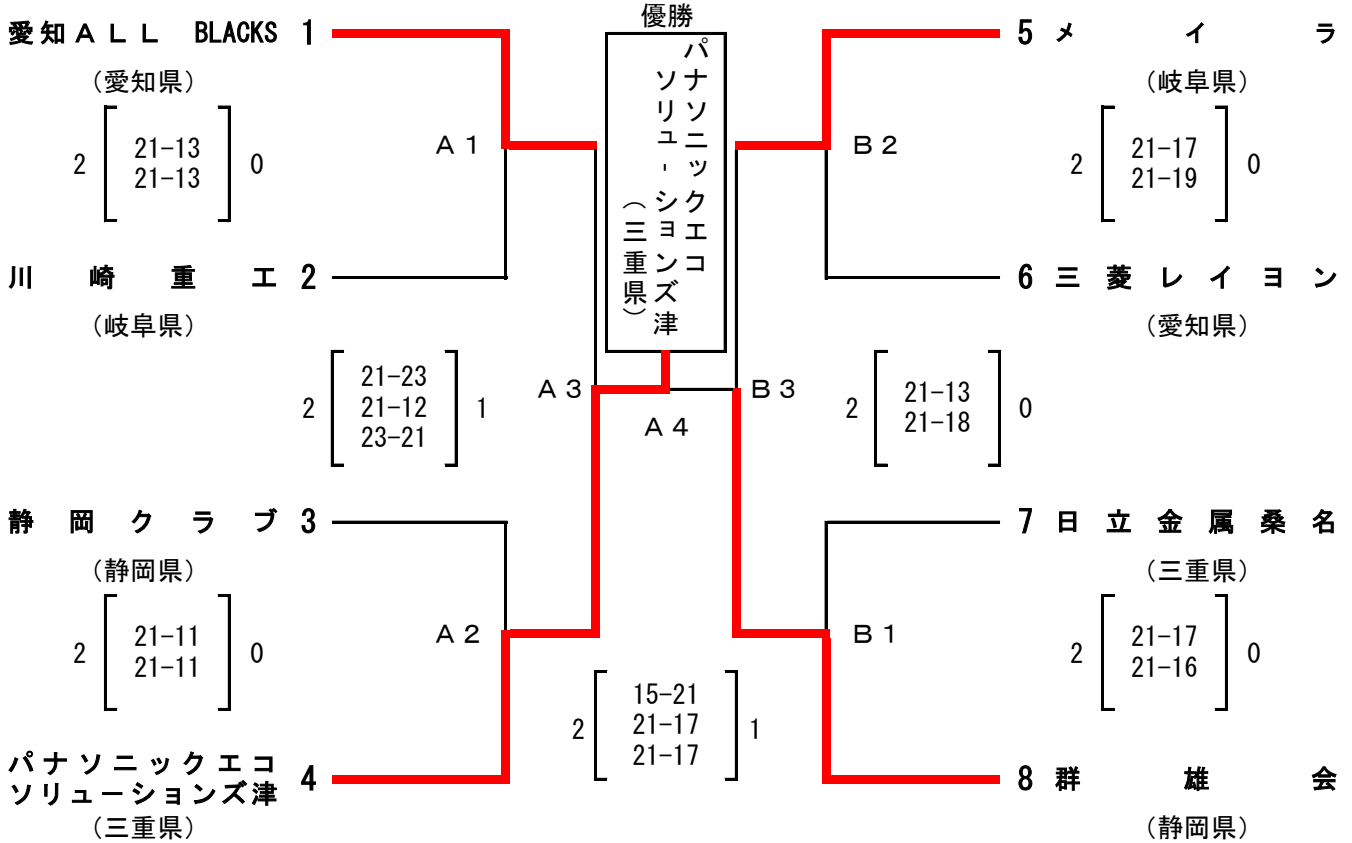 優勝
パナソニックエコ
ソリューションズ津
（三重県）
愛知ＡＬＬ BLACKS 1
（愛知県）
2 21-13 0
21-13
A 1
川崎重工 2
（岐阜県）
2 21-23 1
21-12
23-21
A 3
静岡クラブ 3
（静岡県）
2 21-11 0
21-11
A 2
パナソニックエコ
ソリューションズ津 4
（三重県）
A 4
2 15-21 1
21-17
21-17
5 メイラ
（岐阜県）
B 2
2 21-17 0
21-19
6 三菱レイヨン
（愛知県）
B 3
2 21-13 0
21-18
7 日立金属桑名
（三重県）
B 1
2 21-17 0
21-16
8 群雄会
（静岡県）